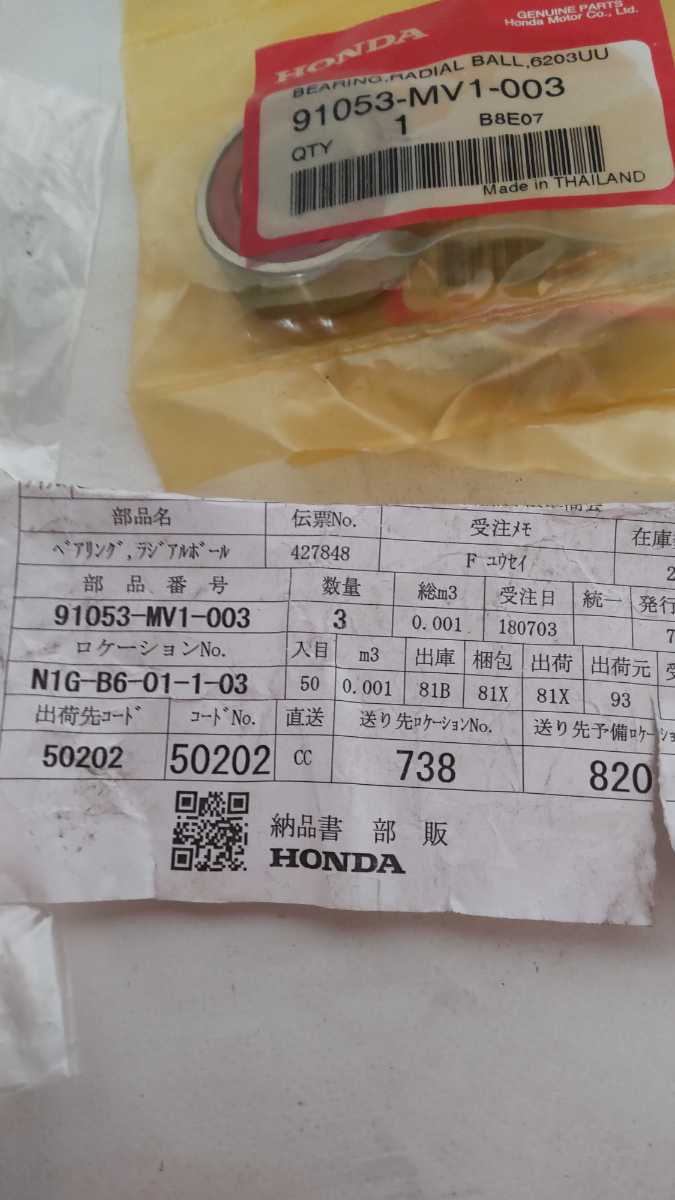 GENUINE PARTS
Honda Motor Co., Ltd.
HONDA
BEARING,RADIAL BALL,6203UU
91053-MV1-003
QTY 1 B8E07
Made in THAILAND
部品名 伝票No. 受注ﾒﾓ 在庫
ﾍﾞｱﾘﾝｸﾞ,ﾗｼﾞｱﾙﾎﾞｰﾙ 427848 F ﾕｳｾｲ 2
部品番号 数量 総m3 受注日 統一 発行
91053-MV1-003 3 0.001 180703 7
ロケーションNo. 入目 m3 出庫 梱包 出荷 出荷元
N1G-B6-01-1-03 50 0.001 81B 81X 81X 93
出荷先ｺｰﾄﾞ ｺｰﾄﾞNo. 直送 送り先ﾛｹｰｼｮﾝNo. 送り先予備ﾛｹｰｼｮ
50202 50202 CC 738 820
納品書 部 販
HONDA